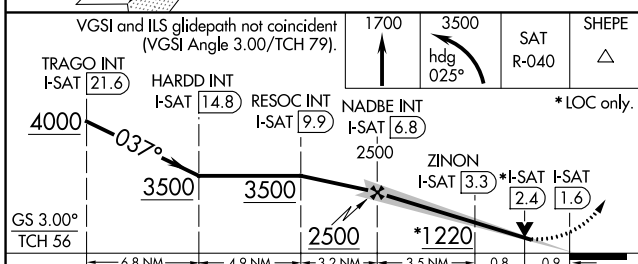 VGSI and ILS glidepath not coincident
(VGSI Angle 3.00/TCH 79).
1700
3500
hdg
025°
SAT
R-040
SHEPE
TRAGO INT
I-SAT 21.6
HARDD INT
I-SAT 14.8
RESOC INT
I-SAT 9.9
NADBE INT
I-SAT 6.8
2500
* LOC only.
ZINON
I-SAT 3.3
*I-SAT
2.4
I-SAT
1.6
4000
037°
3500
3500
2500
*1220
GS 3.00°
TCH 56
6.8 NM
4.9 NM
3.2 NM
3.5 NM
0.8
0.9